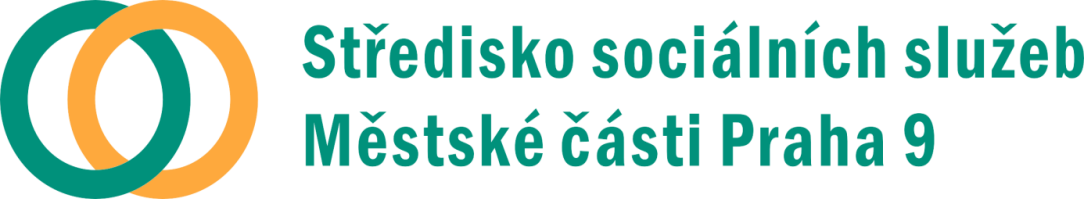 Středisko sociálních služeb
Městské části Praha 9